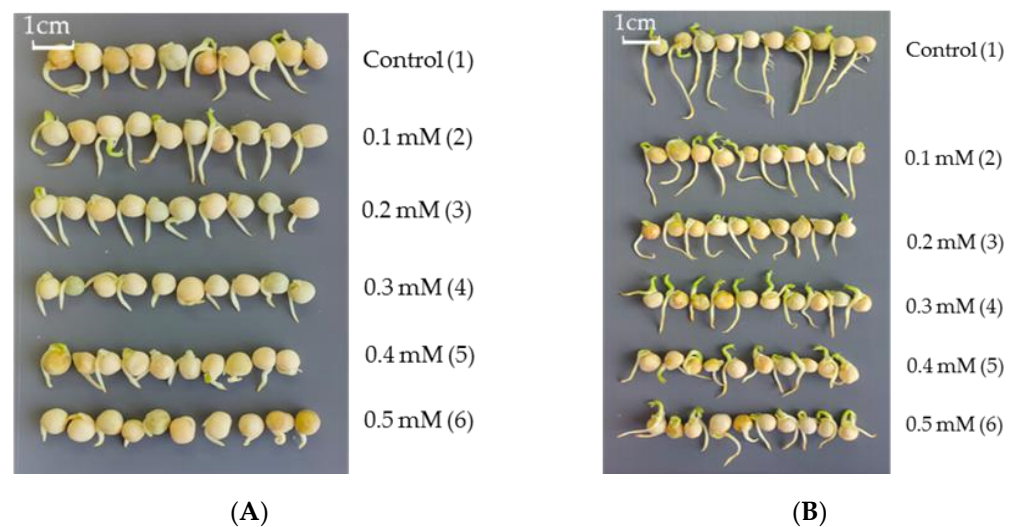 1cm
Control (1)
0.1 mM (2)
0.2 mM (3)
0.3 mM (4)
0.4 mM (5)
0.5 mM (6)
(A)
1cm
Control (1)
0.1 mM (2)
0.2 mM (3)
0.3 mM (4)
0.4 mM (5)
0.5 mM (6)
(B)